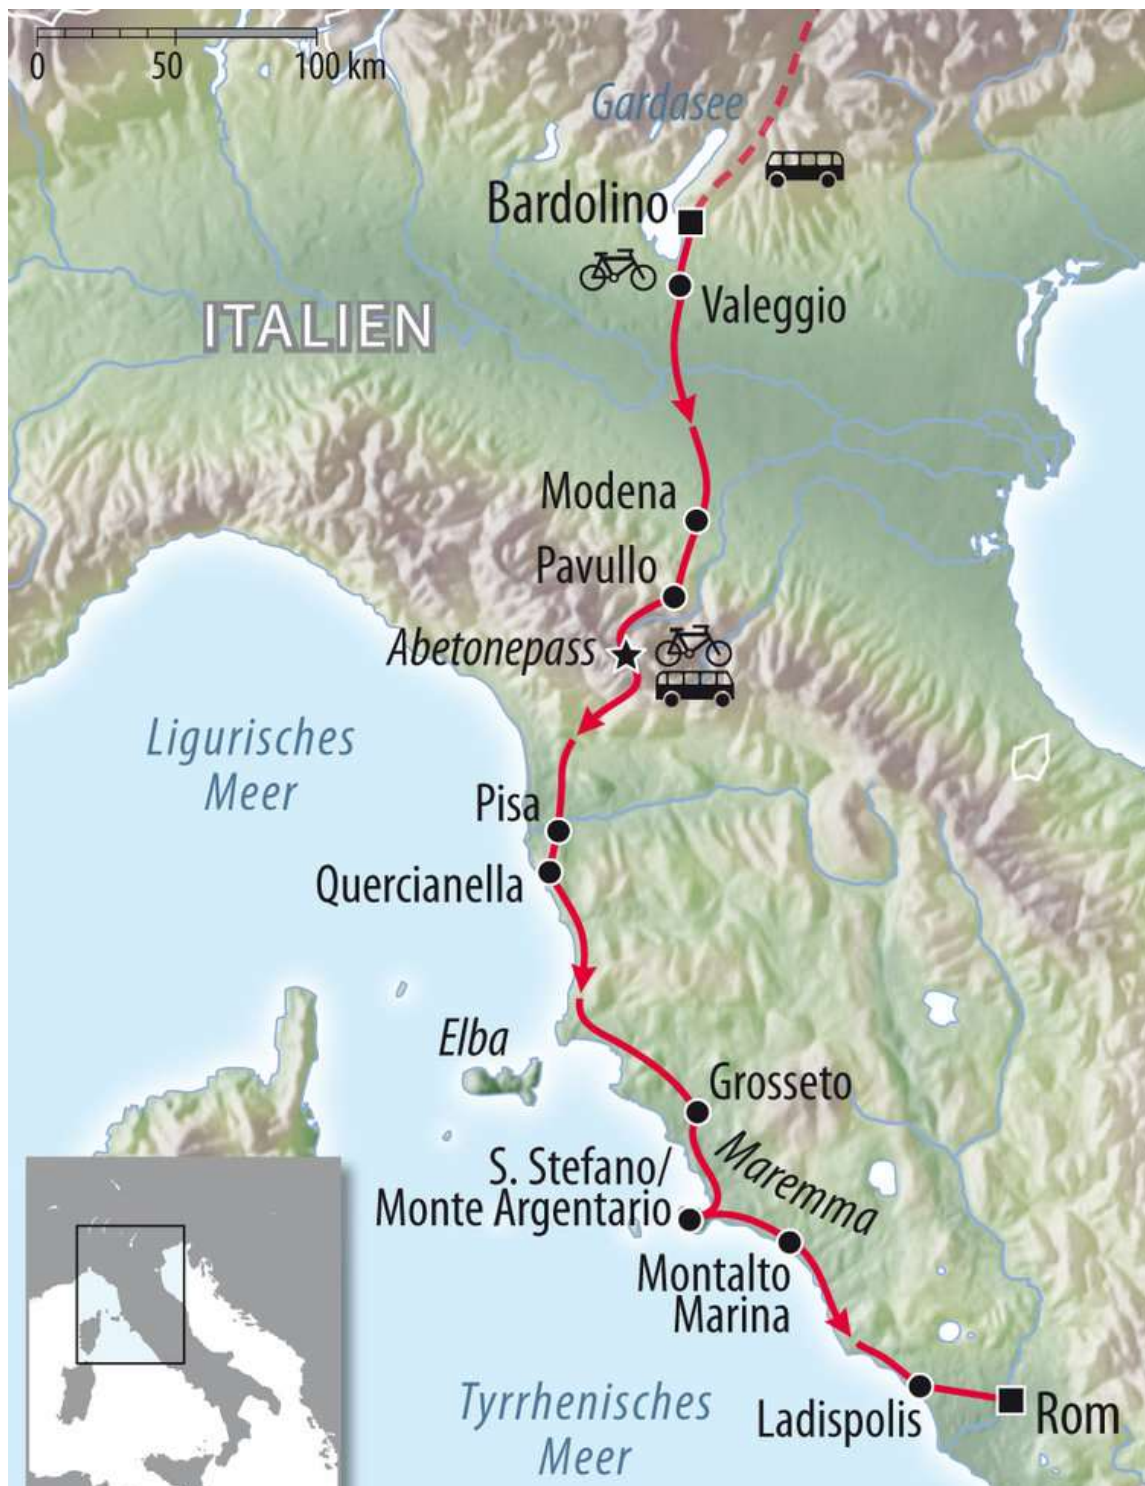 0 50 100 km
Gardasee
Bardolino
Valeggio
ITALIEN
Modena
Pavullo
Abetonepass
Ligurisches
Meer
Pisa
Quercianella
Elba
Grosseto
Maremma
S. Stefano/
Monte Argentario
Montalto
Marina
Tyrrhenisches
Meer
Ladispolis
Rom